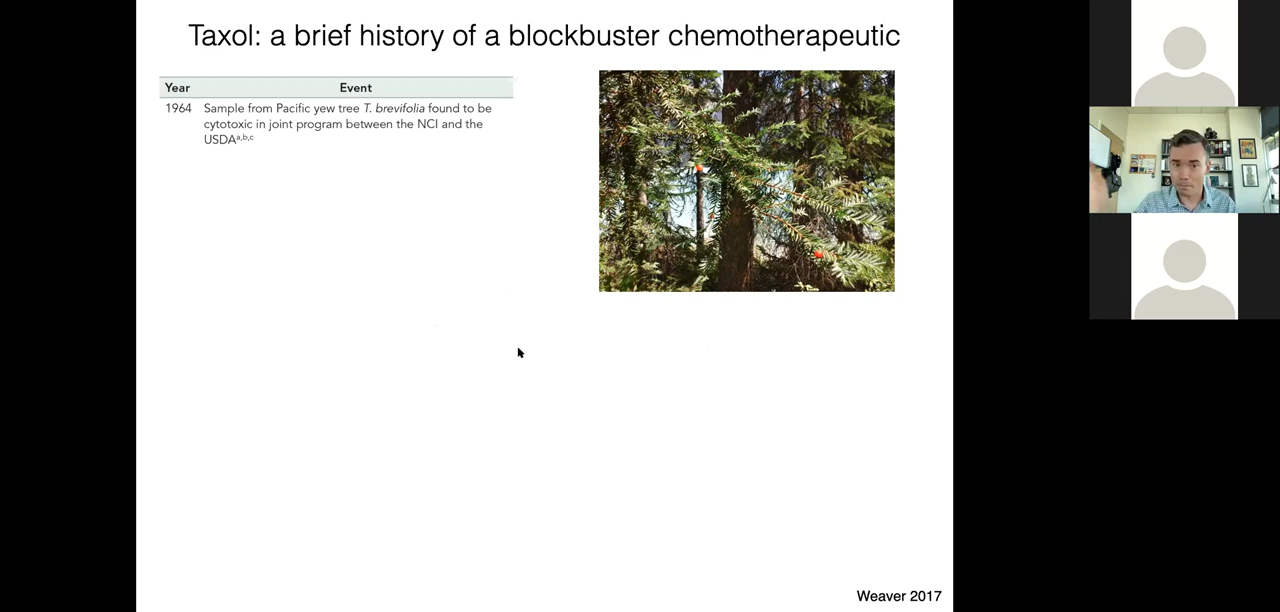 Taxol: a brief history of a blockbuster chemotherapeutic
Year Event
1964 Sample from Pacific yew tree T. brevifolia found to be
cytotoxic in joint program between the NCI and the
USDAa,b,c
Weaver 2017